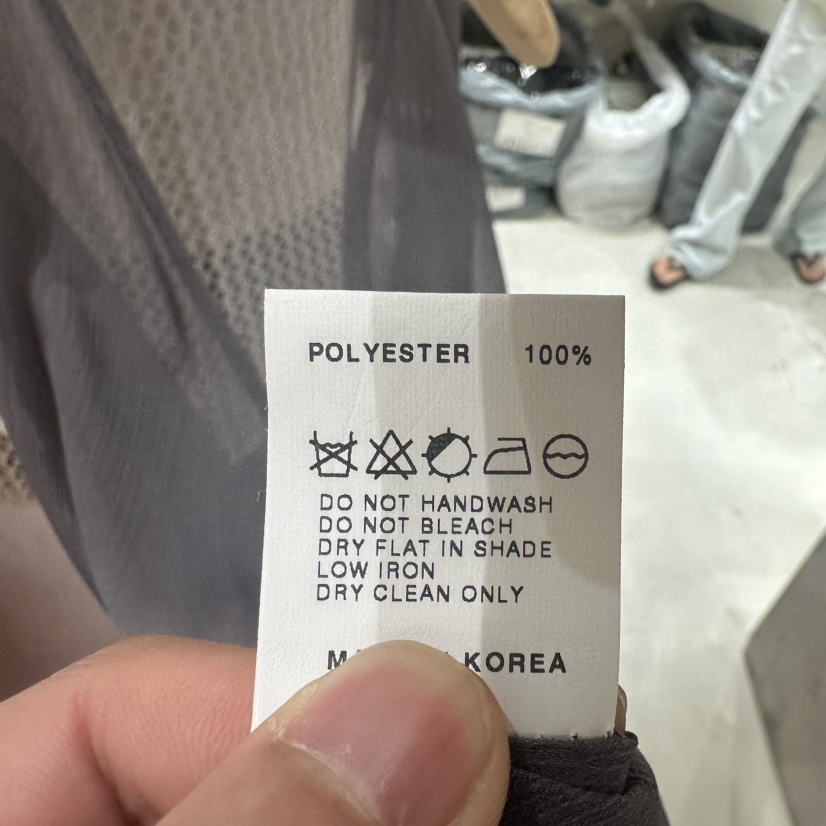 POLYESTER 100%
DO NOT HANDWASH
DO NOT BLEACH
DRY FLAT IN SHADE
LOW IRON
DRY CLEAN ONLY
KOREA